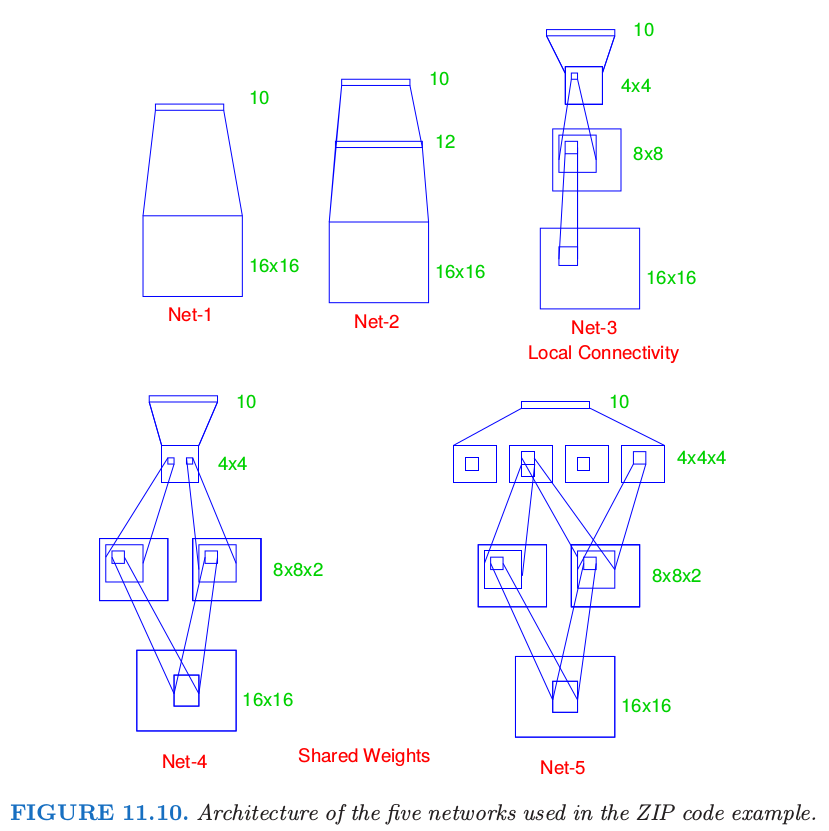 10
10
10
12
4x4
8x8
16x16
16x16
16x16
Net-1
Net-2
Net-3
Local Connectivity
10
10
4x4
4x4x4
8x8x2
8x8x2
16x16
16x16
Shared Weights
Net-4
Net-5
FIGURE 11.10. Architecture of the five networks used in the ZIP code example.